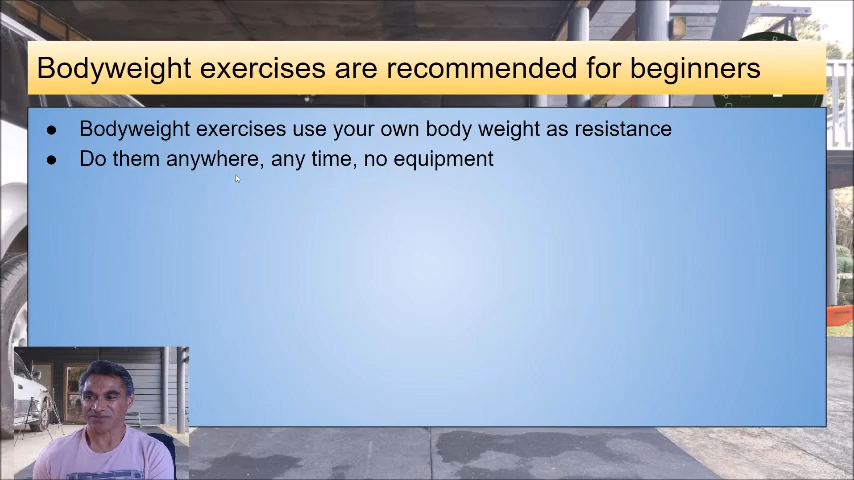 Bodyweight exercises are recommended for beginners
● Bodyweight exercises use your own body weight as resistance
● Do them anywhere, any time, no equipment